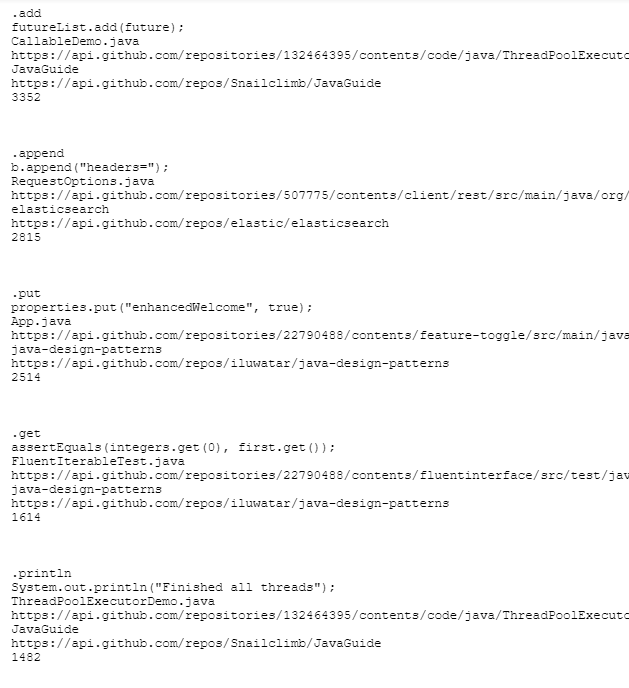 .add
futureList.add(future);
CallableDemo.java
https://api.github.com/repositories/132464395/contents/code/java/ThreadPoolExecuto
JavaGuide
https://api.github.com/repos/Snailclimb/JavaGuide
3352
.append
b.append("headers=");
RequestOptions.java
https://api.github.com/repositories/507775/contents/client/rest/src/main/java/org/
elasticsearch
https://api.github.com/repos/elastic/elasticsearch
2815
.put
properties.put("enhancedWelcome", true);
App.java
https://api.github.com/repositories/22790488/contents/feature-toggle/src/main/java
java-design-patterns
https://api.github.com/repos/iluwatar/java-design-patterns
2514
.get
assertEquals(integers.get(0), first.get());
FluentIterableTest.java
https://api.github.com/repositories/22790488/contents/fluentinterface/src/test/jav
java-design-patterns
https://api.github.com/repos/iluwatar/java-design-patterns
1614
.println
System.out.println("Finished all threads");
ThreadPoolExecutorDemo.java
https://api.github.com/repositories/132464395/contents/code/java/ThreadPoolExecuto
JavaGuide
https://api.github.com/repos/Snailclimb/JavaGuide
1482